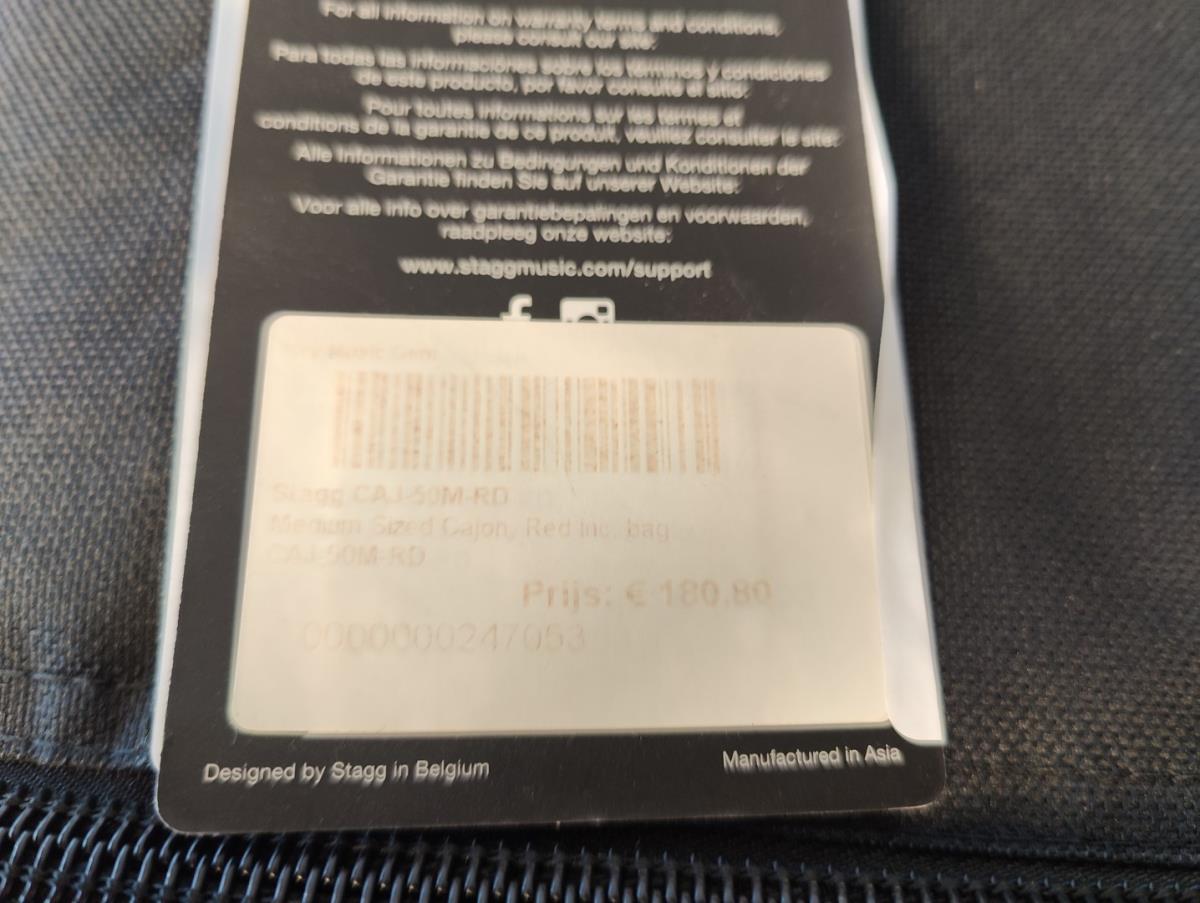 For all information on warranty terms and conditions,
please consult our site:
Para todas las informaciones sobre los términos y condiciónes
de este producto, por favor consulte el sitio:
Pour toutes informations sur les termes et
conditions de la garantie de ce produit, veuillez consulter le site:
Alle Informationen zu Bedingungen und Konditionen der
Garantie finden Sie auf unserer Website:
Voor alle info over garantiebepalingen en voorwaarden,
raadpleeg onze website:
www.staggmusic.com/support
Music
Stagg CAJ-50M-RD
Medium Sized Cajon, Red inc. bag
CAJ-50M-RD
Prijs: € 180.80
0000000247053
Designed by Stagg in Belgium
Manufactured in Asia